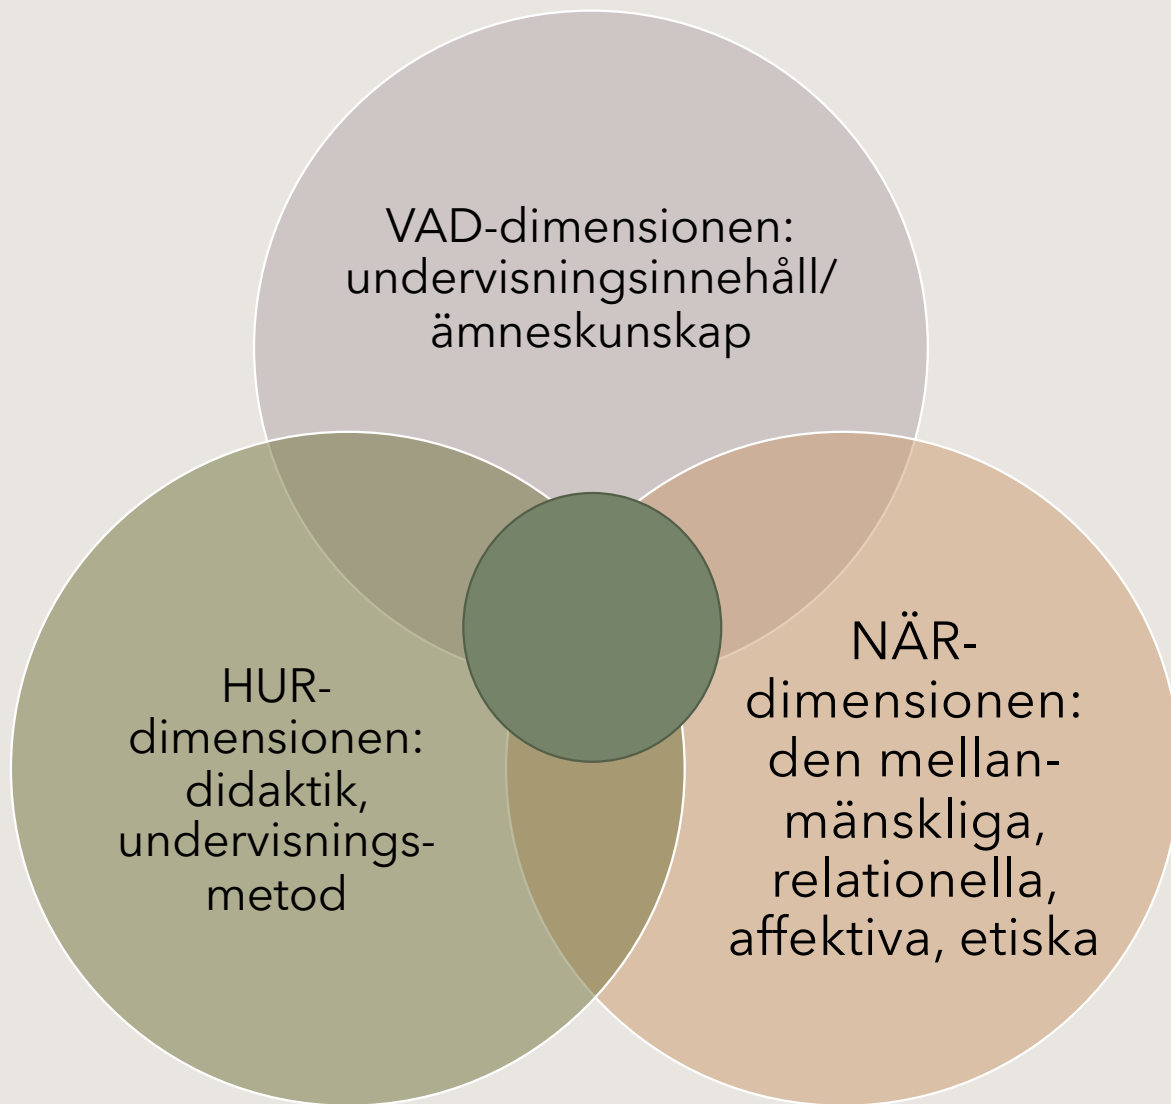 VAD-dimensionen:
undervisningsinnehåll/
ämneskunskap
HUR-
dimensionen:
didaktik,
undervisnings-
metod
NÄR-
dimensionen:
den mellan-
mänskliga,
relationella,
affektiva, etiska